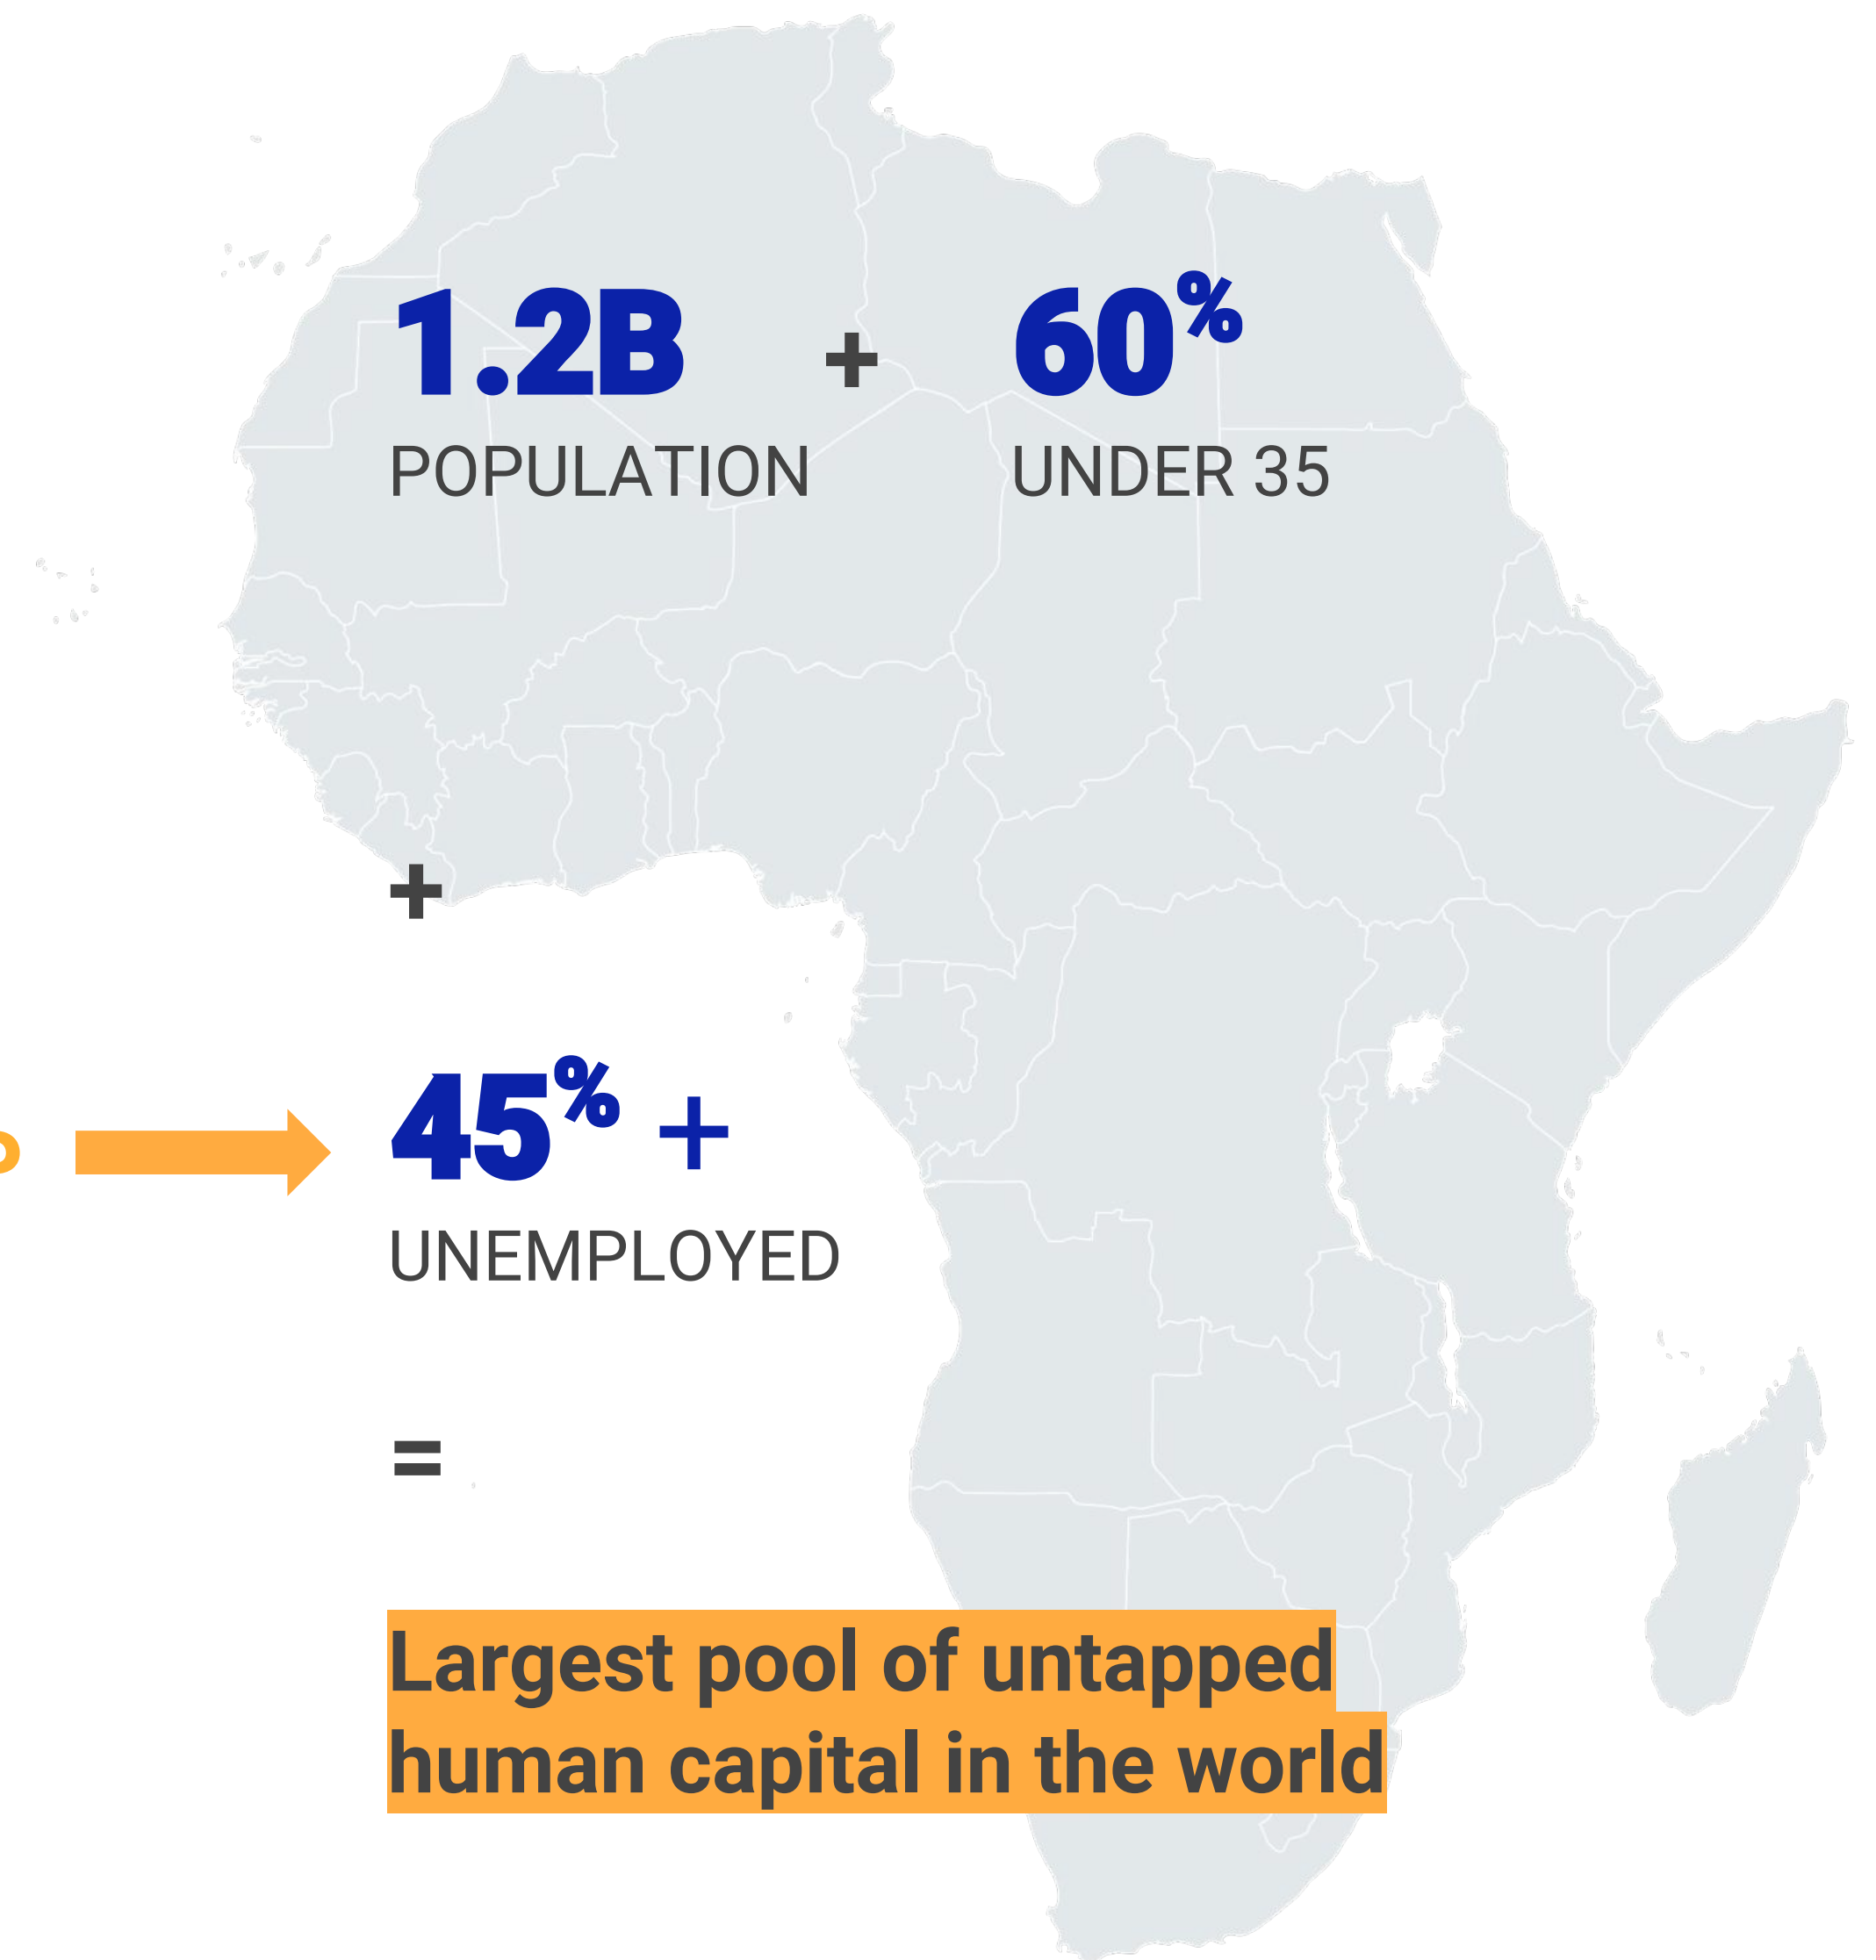 1.2B + 60%
POPULATION UNDER 35
+
45% +
UNEMPLOYED
=
Largest pool of untapped
human capital in the world